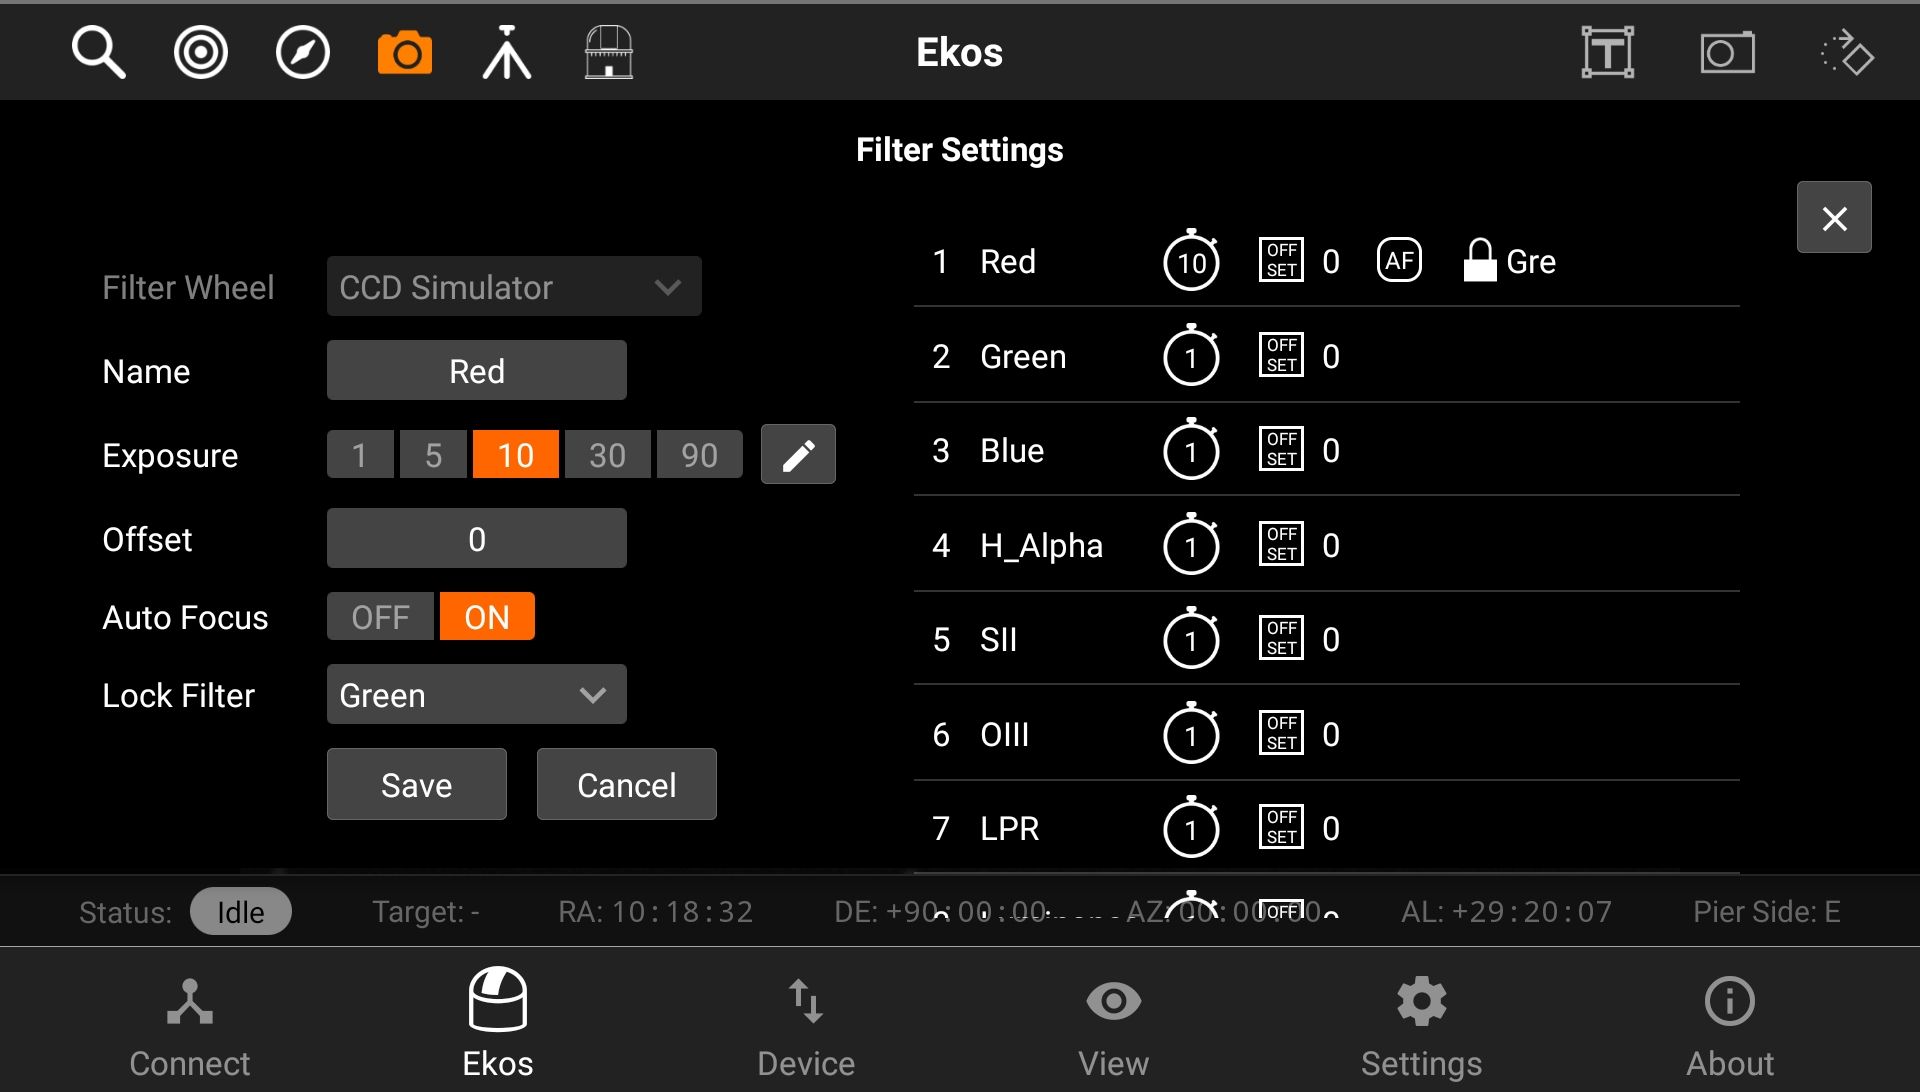 Ekos
T
Filter Settings
Filter Wheel CCD Simulator
Name Red
Exposure 1 5 10 30 90
Offset 0
Auto Focus OFF ON
Lock Filter Green
Save Cancel
1 Red 10 OFF SET 0 AF Gre
2 Green 1 OFF SET 0
3 Blue 1 OFF SET 0
4 H_Alpha 1 OFF SET 0
5 SII 1 OFF SET 0
6 OIII 1 OFF SET 0
7 LPR 1 OFF SET 0
OFF
Status: Idle Target: - RA: 10:18:32 DE: +90:00:00 AZ: 00:00:00 AL: +29:20:07 Pier Side: E
Connect Ekos Device View Settings About